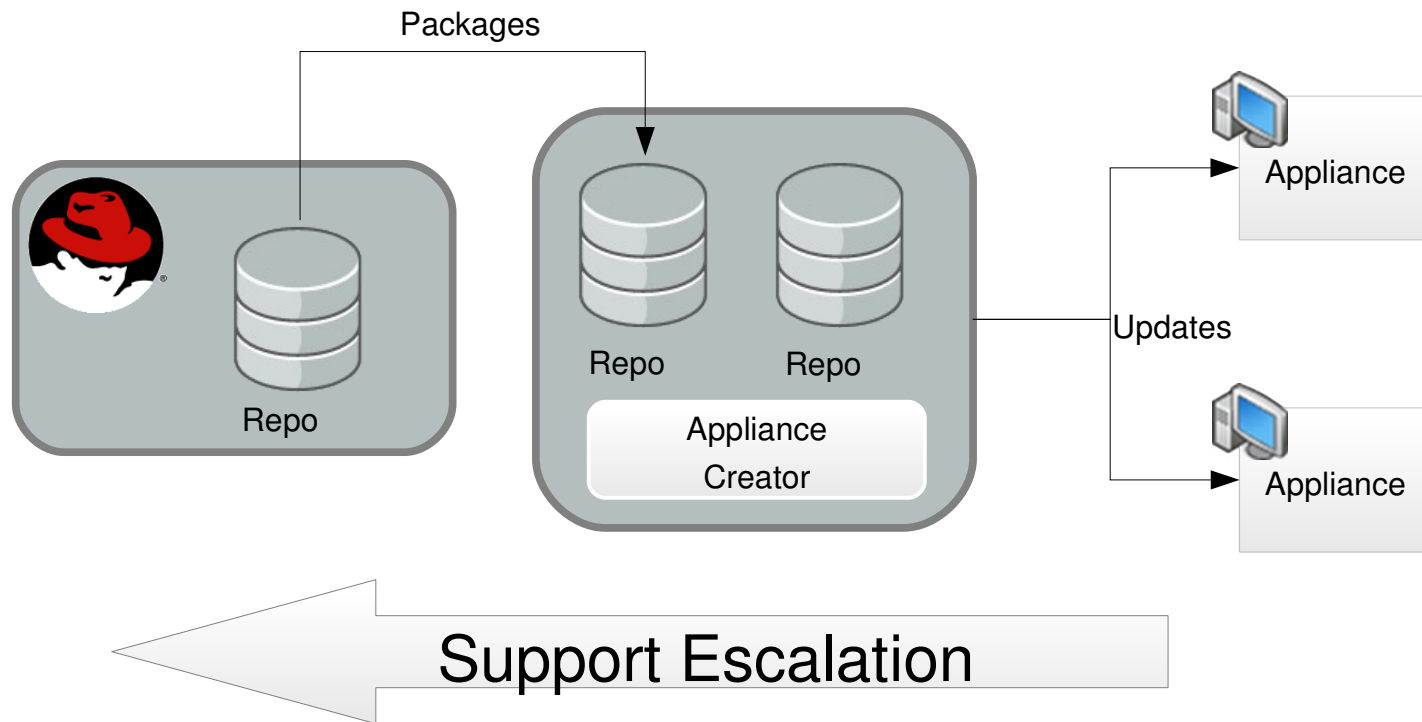 Packages
Repo
Repo
Repo
Appliance
Creator
Updates
Appliance
Appliance
Support Escalation